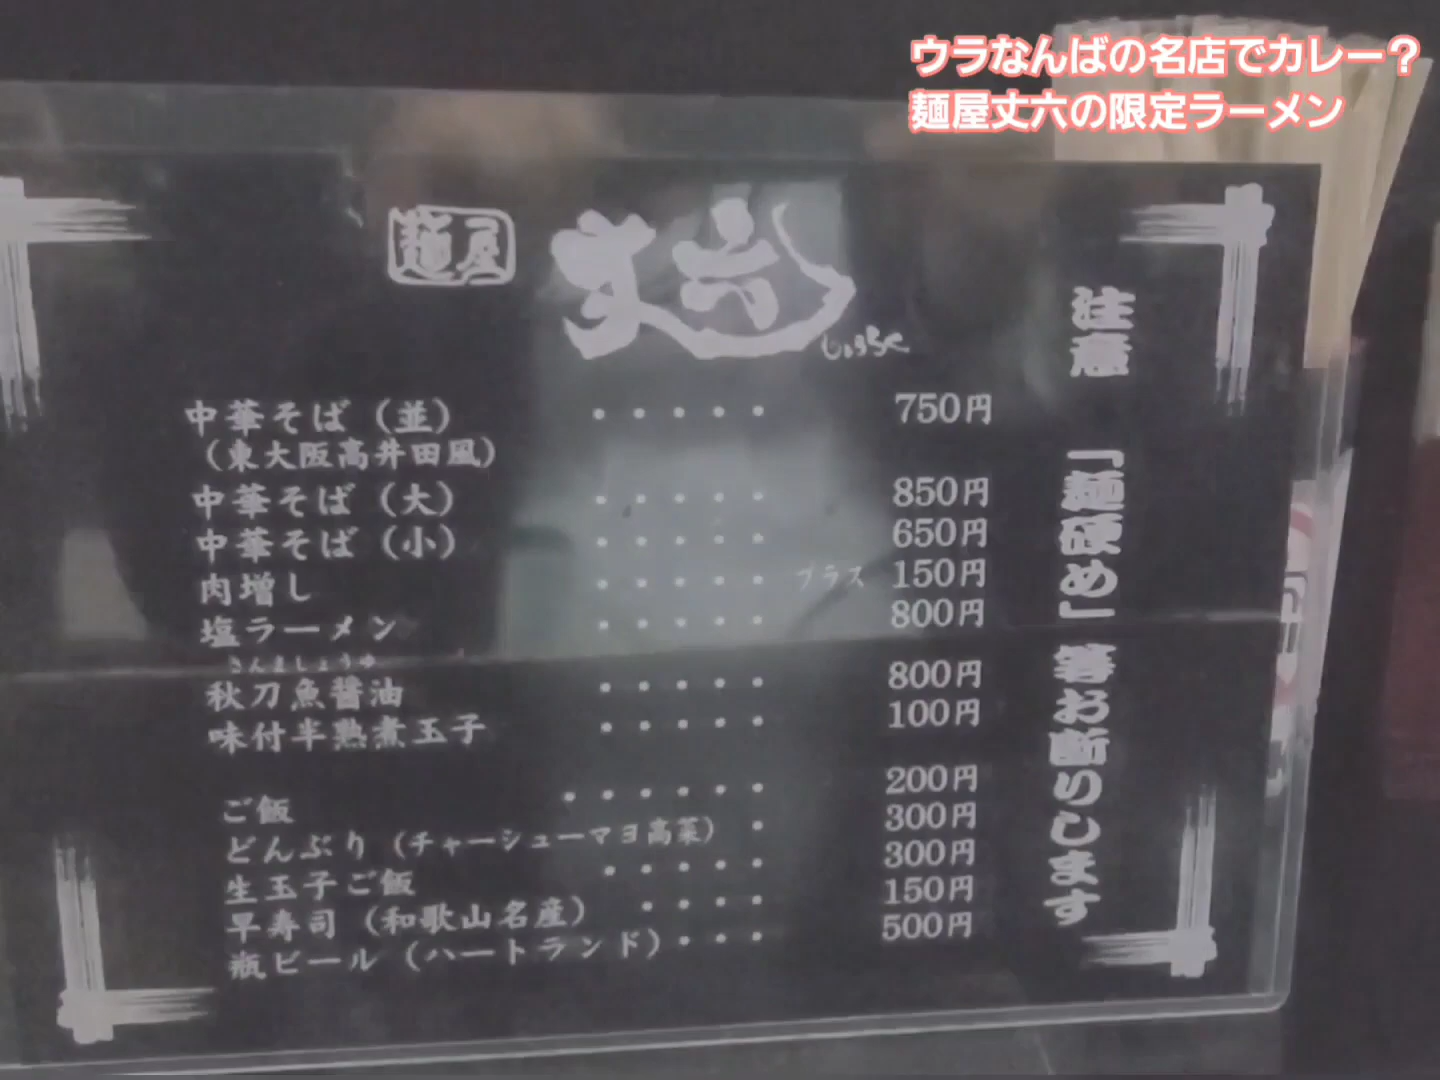 ウラなんばの名店でカレー？
麺屋丈六の限定ラーメン
麺屋 丈六
じょうろく
中華そば（並） ・・・・・ 750円
（東大阪高井田風）
中華そば（大） ・・・・・ 850円
中華そば（小） ・・・・・ 650円
肉増し ・・・・・ プラス 150円
塩ラーメン ・・・・・ 800円
さんましょうゆ
秋刀魚醤油 ・・・・・ 800円
味付半熟煮玉子 ・・・・・ 100円
ご飯 ・・・・・・ 200円
どんぶり（チャーシューマヨ高菜） ・ 300円
生玉子ご飯 ・・・・・ 300円
早寿司（和歌山名産） ・・・・ 150円
瓶ビール（ハートランド）・・・ 500円
注意 「麺硬め」等お断りします